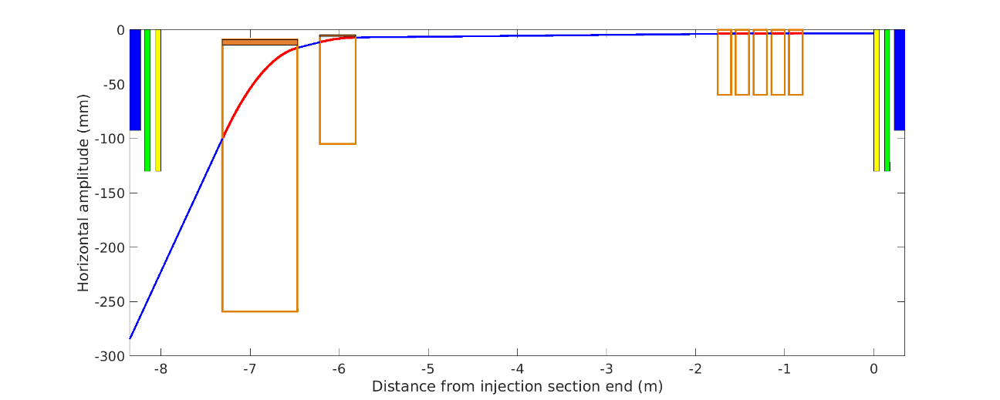 0
-50
-100
-150
-200
-250
-300
Horizontal amplitude (mm)
-8 -7 -6 -5 -4 -3 -2 -1 0
Distance from injection section end (m)